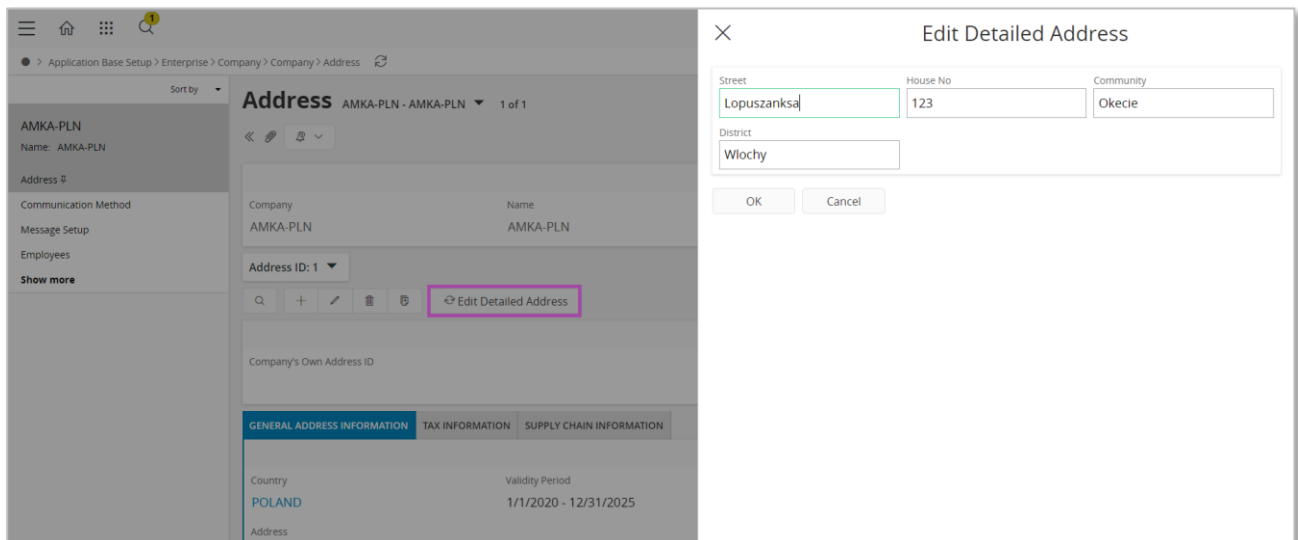 1
Application Base Setup > Enterprise > Company > Company > Address
Sort by
AMKA-PLN
Name: AMKA-PLN
Address
Communication Method
Message Setup
Employees
Show more
Address AMKA-PLN - AMKA-PLN 1 of 1
Company Name
AMKA-PLN AMKA-PLN
Address ID: 1
Edit Detailed Address
Company's Own Address ID
GENERAL ADDRESS INFORMATION TAX INFORMATION SUPPLY CHAIN INFORMATION
Country Validity Period
POLAND 1/1/2020 - 12/31/2025
Address
Edit Detailed Address
Street House No Community
Lopuszanksa 123 Okecie
District
Wlochy
OK Cancel